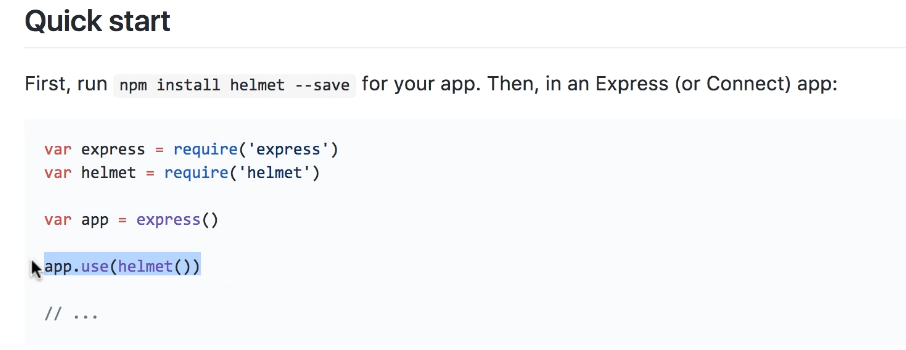 Quick start
First, run npm install helmet --save for your app. Then, in an Express (or Connect) app:
var express = require('express')
var helmet = require('helmet')
var app = express()
app.use(helmet())
// ...